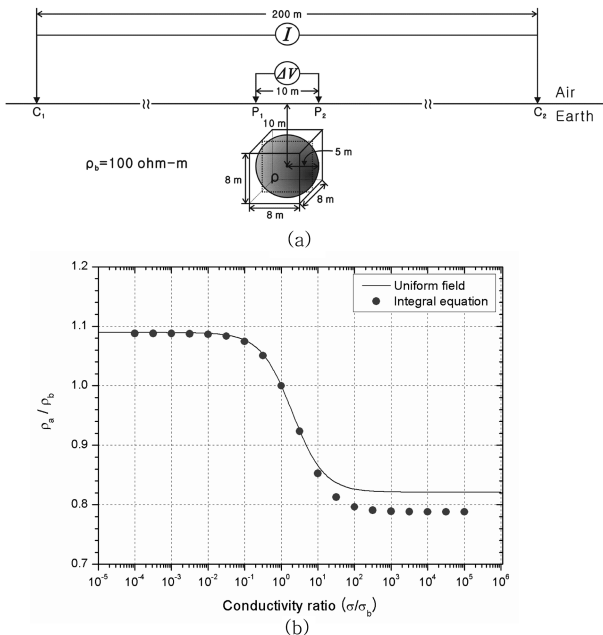 200 m
I
ΔV
10 m
Air
C₁
P₁
P₂
C₂
Earth
10 m
ρb=100 ohm-m
5 m
ρ
8 m
8 m
8 m
(a)
1.2
1.1
1.0
0.9
0.8
0.7
ρa / ρb
Uniform field
Integral equation
10⁻⁵ 10⁻⁴ 10⁻³ 10⁻² 10⁻¹ 10⁰ 10¹ 10² 10³ 10⁴ 10⁵ 10⁶
Conductivity ratio (σ/σb)
(b)